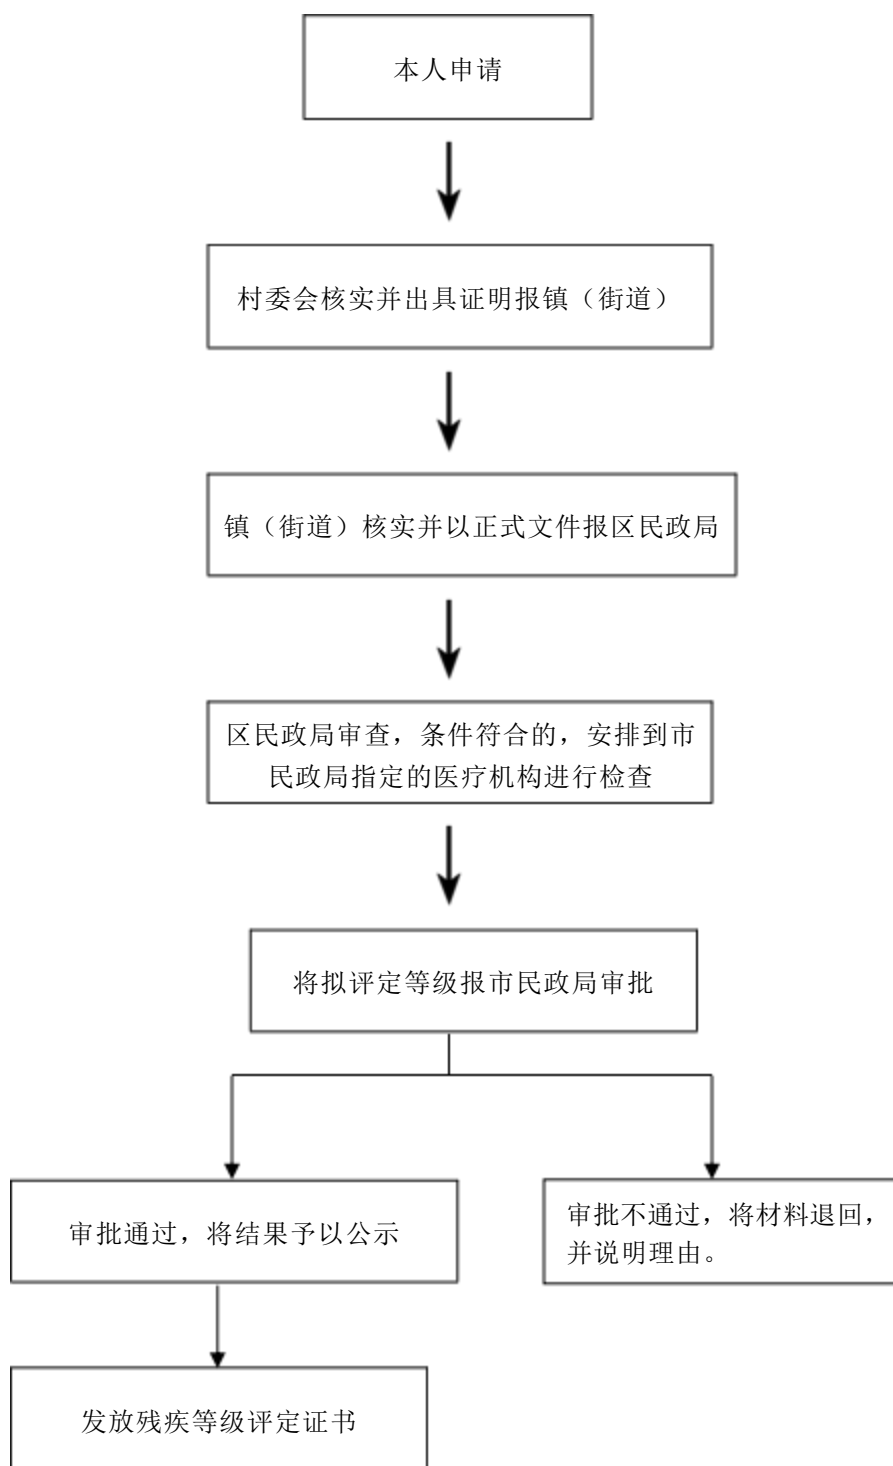 本人申请
村委会核实并出具证明报镇（街道）
镇（街道）核实并以正式文件报区民政局
区民政局审查，条件符合的，安排到市
民政局指定的医疗机构进行检查
将拟评定等级报市民政局审批
审批通过，将结果予以公示
审批不通过，将材料退回，
并说明理由。
发放残疾等级评定证书